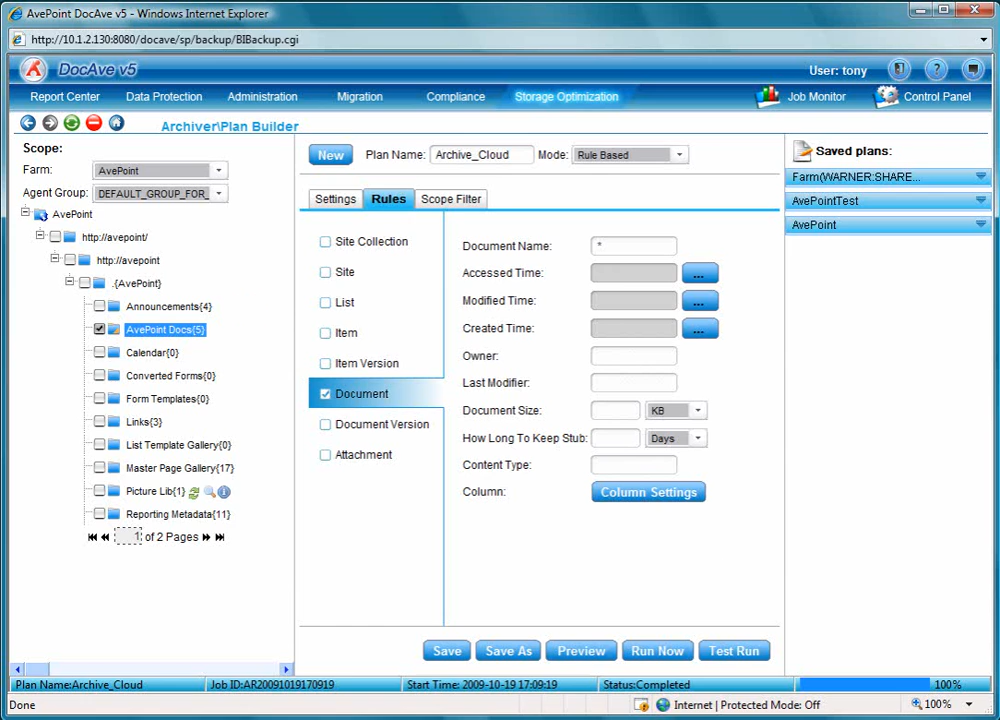 AvePoint DocAve v5 - Windows Internet Explorer
http://10.1.2.130:8080/docave/sp/backup/BIBackup.cgi
DocAve v5
User: tony
?
Report Center
Data Protection
Administration
Migration
Compliance
Storage Optimization
Job Monitor
Control Panel
Archiver\Plan Builder
Scope:
Farm:
AvePoint
Agent Group:
DEFAULT_GROUP_FOR_
AvePoint
http://avepoint/
http://avepoint
.{AvePoint}
Announcements{4}
AvePoint Docs{5}
Calendar{0}
Converted Forms{0}
Form Templates{0}
Links{3}
List Template Gallery{0}
Master Page Gallery{17}
Picture Lib{1}
Reporting Metadata{11}
1 of 2 Pages
New
Plan Name:
Archive_Cloud
Mode:
Rule Based
Settings
Rules
Scope Filter
Site Collection
Site
List
Item
Item Version
Document
Document Version
Attachment
Document Name:
*
Accessed Time:
...
Modified Time:
...
Created Time:
...
Owner:
Last Modifier:
Document Size:
KB
How Long To Keep Stub:
Days
Content Type:
Column:
Column Settings
Save
Save As
Preview
Run Now
Test Run
Saved plans:
Farm(WARNER:SHARE...
AvePointTest
AvePoint
Plan Name:Archive_Cloud
Job ID:AR20091019170919
Start Time: 2009-10-19 17:09:19
Status:Completed
100%
Done
Internet | Protected Mode: Off
100%